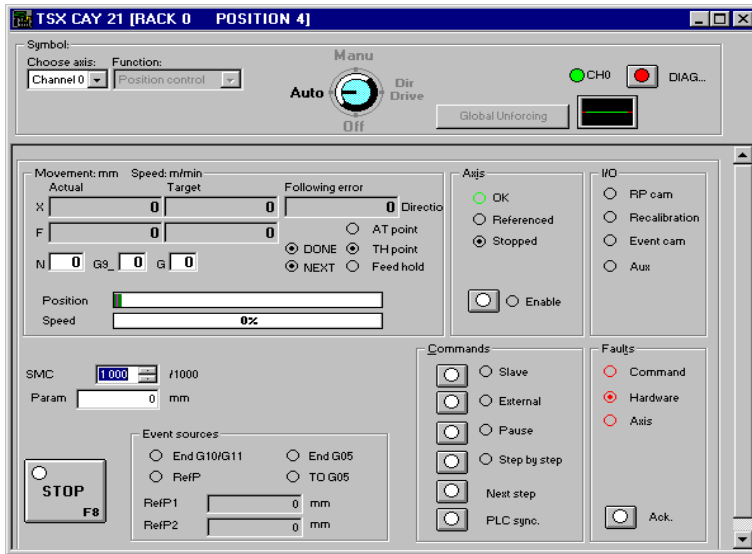 TSX CAY 21 [RACK 0 POSITION 4]
Symbol:
Choose axis: Function:
Channel 0 Position control
Manu
Auto
Dir
Drive
Off
CH0 DIAG...
Global Unforcing
Movement: mm Speed: m/min
Actual Target Following error
X 0 0 0 Directio
F 0 0 AT point
DONE TH point
N 0 G9_ 0 G 0 NEXT Feed hold
Position
Speed 0%
Axis
OK
Referenced
Stopped
Enable
I/O
RP cam
Recalibration
Event cam
Aux
SMC 1000 /1000
Param 0 mm
STOP
F8
Event sources
End G10/G11 End G05
RefP TO G05
RefP1 0 mm
RefP2 0 mm
Commands
Slave
External
Pause
Step by step
Next step
PLC sync.
Faults
Command
Hardware
Axis
Ack.